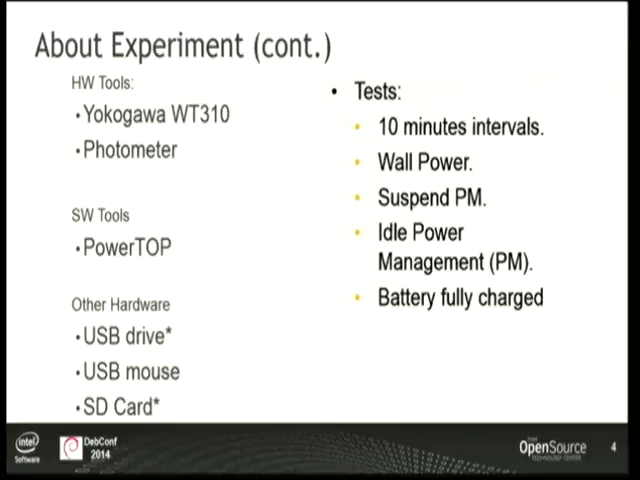 About Experiment (cont.)
HW Tools:
•Yokogawa WT310
•Photometer
SW Tools
•PowerTOP
Other Hardware
•USB drive*
•USB mouse
•SD Card*
• Tests:
• 10 minutes intervals.
• Wall Power.
• Suspend PM.
• Idle Power
Management (PM).
• Battery fully charged
intel
Software
DebConf
2014
OpenSource
TECHNOLOGY CENTER
4